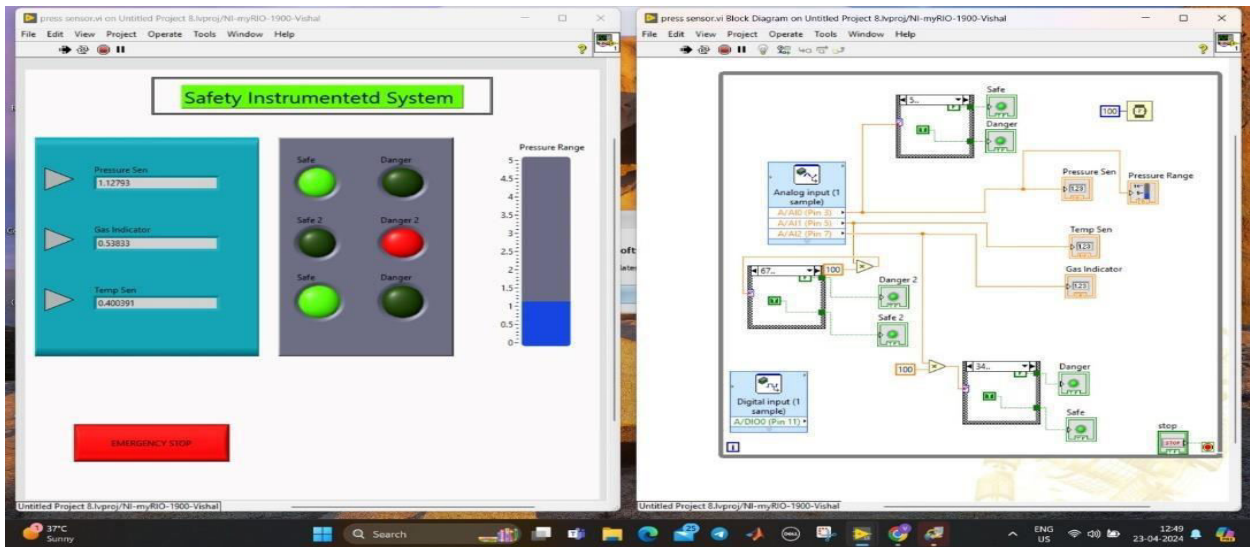 press sensor.vi on Untitled Project 8.lvproj/NI-myRIO-1900-Vishal
File Edit View Project Operate Tools Window Help
Safety Instrumentetd System
Pressure Sen
1.12793
Gas Indicator
0.53833
Temp Sen
0.400391
Safe Danger
Safe 2 Danger 2
Safe Danger
Pressure Range
5
4.5
4
3.5
3
2.5
2
1.5
1
0.5
0
EMERGENCY STOP
Untitled Project 8.lvproj/NI-myRIO-1900-Vishal
press sensor.vi Block Diagram on Untitled Project 8.lvproj/NI-myRIO-1900-Vishal
File Edit View Project Operate Tools Window Help
5..
Safe
Danger
100
Analog input (1
sample)
A/AI0 (Pin 3)
A/AI1 (Pin 5)
A/AI2 (Pin 7)
Pressure Sen
Pressure Range
Temp Sen
Gas Indicator
67..
100
Danger 2
Safe 2
100
34..
Danger
Safe
Digital input (1
sample)
A/DIO0 (Pin 11)
stop
STOP
i
Untitled Project 8.lvproj/NI-myRIO-1900-Vishal
37°C
Sunny
Search
25
ENG
US
12:49
23-04-2024